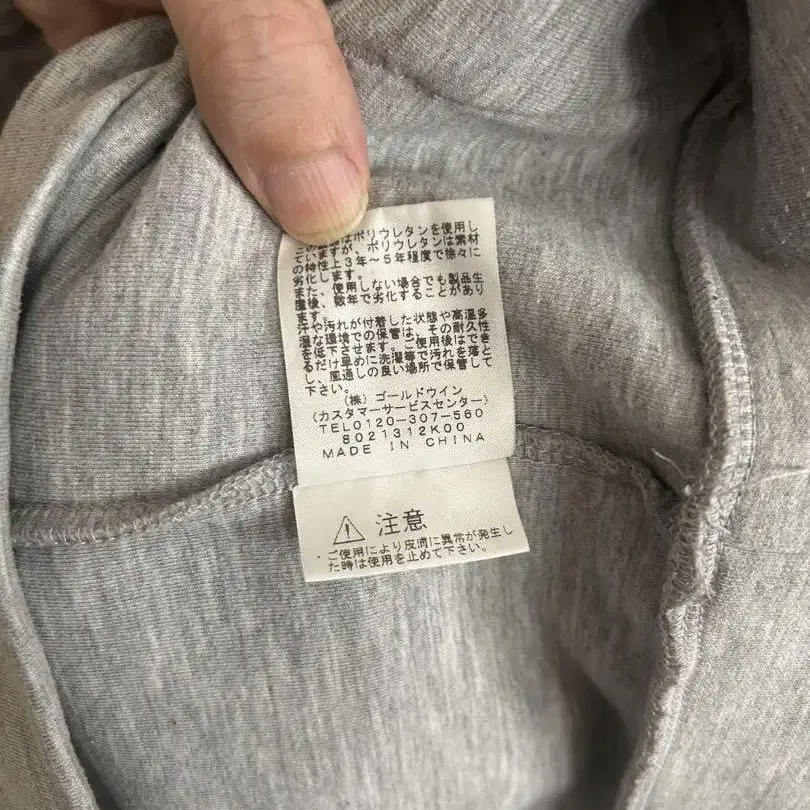 はポリウレタンを使用し
ていますが、ポリウレタンは素材
の特性上3年～5年程度で徐々に
劣化します。
また、使用しない場合でも製品生
産後、数年で劣化することがあり
ます。
汗や汚れが付着した状態や高温多
湿な環境での保管は、その耐久性
を低下させます。ご使用後はでき
るだけ早めに洗濯等で汚れを落と
し、風通しの良い場所で保管して
下さい。
(株) ゴールドウイン
(カスタマーサービスセンター)
TEL0120-307-560
8021312K00
MADE IN CHINA
注意
・ご使用により皮膚に異常が発生し
た時は使用を止めて下さい。